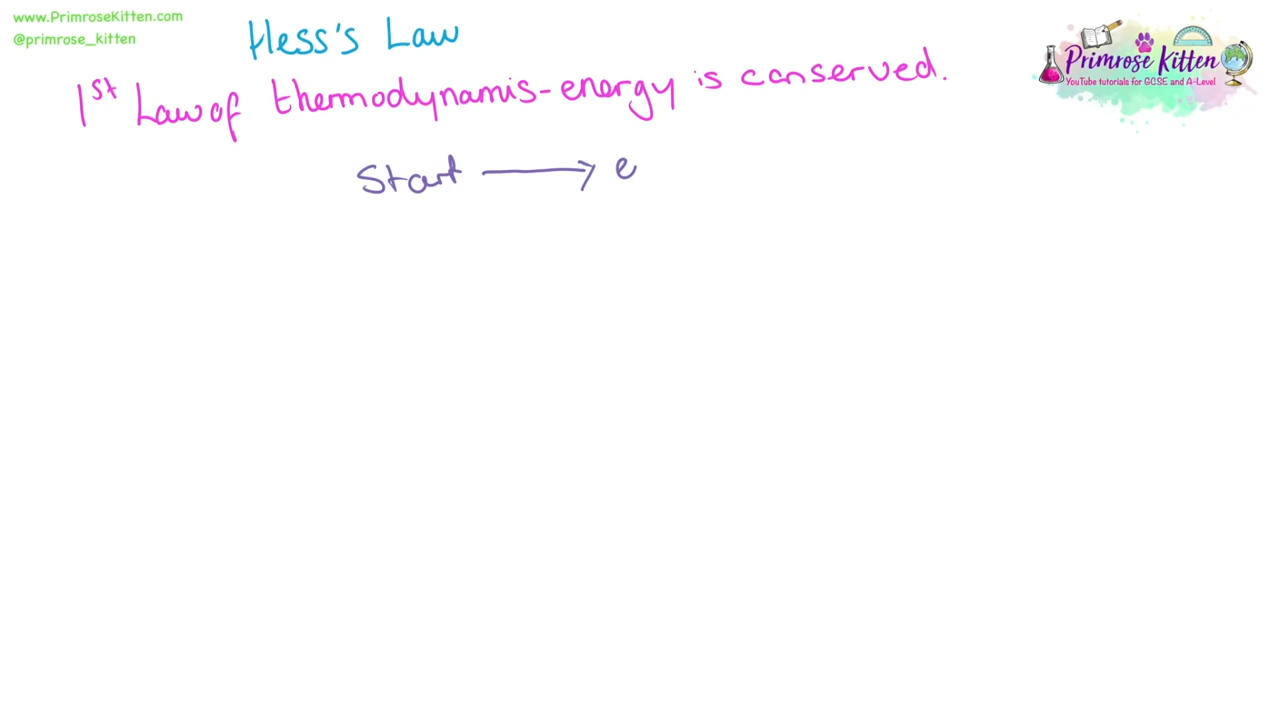 www.PrimroseKitten.com
@primrose_kitten
Hess's Law
Primrose Kitten
YouTube tutorials for GCSE and A-Level
1st Law of thermodynamis - energy is conserved.
Start → e